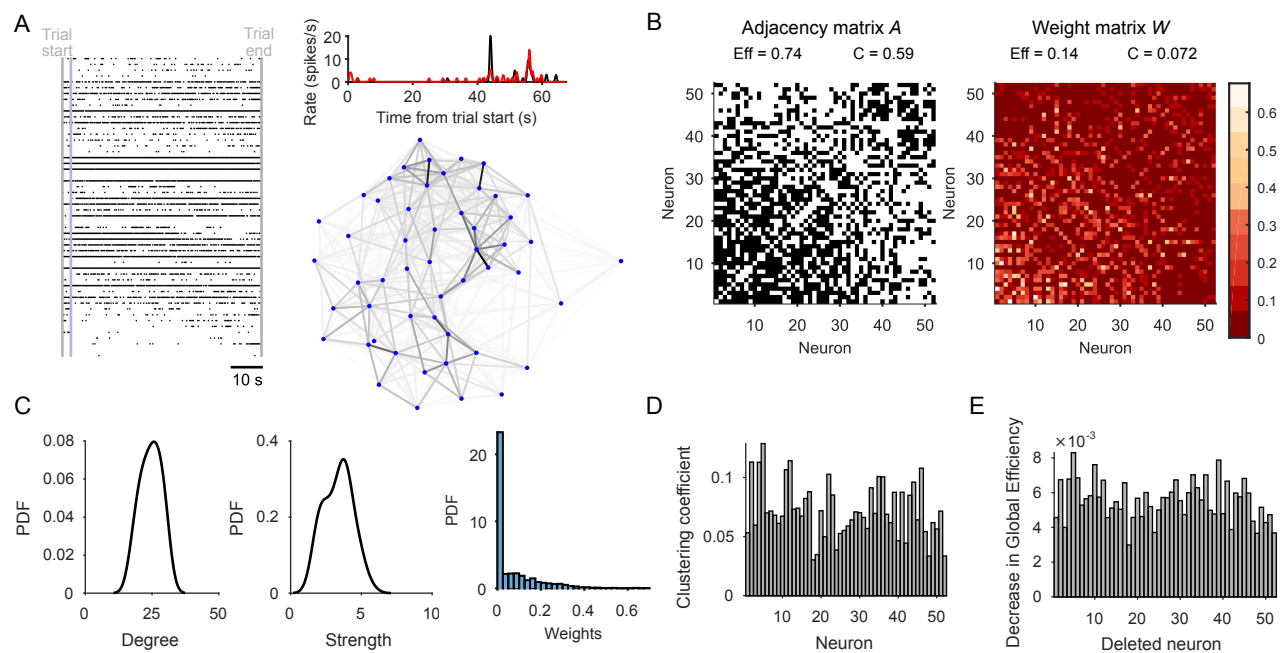 A
Trial start
Trial end
10 s
Rate (spikes/s)
20
10
0
0
20
40
60
Time from trial start (s)
B
Adjacency matrix A
Eff = 0.74
C = 0.59
Neuron
50
40
30
20
10
10
20
30
40
50
Neuron
Weight matrix W
Eff = 0.14
C = 0.072
Neuron
50
40
30
20
10
10
20
30
40
50
Neuron
0.6
0.5
0.4
0.3
0.2
0.1
0
C
PDF
0.08
0.04
0
0
25
50
Degree
PDF
0.4
0.2
0
0
5
10
Strength
PDF
20
10
0
0
0.2
0.4
0.6
Weights
D
Clustering coefficient
0.1
0.05
0
10
20
30
40
50
Neuron
E
Decrease in Global Efficiency
×10⁻³
8
6
4
2
0
10
20
30
40
50
Deleted neuron